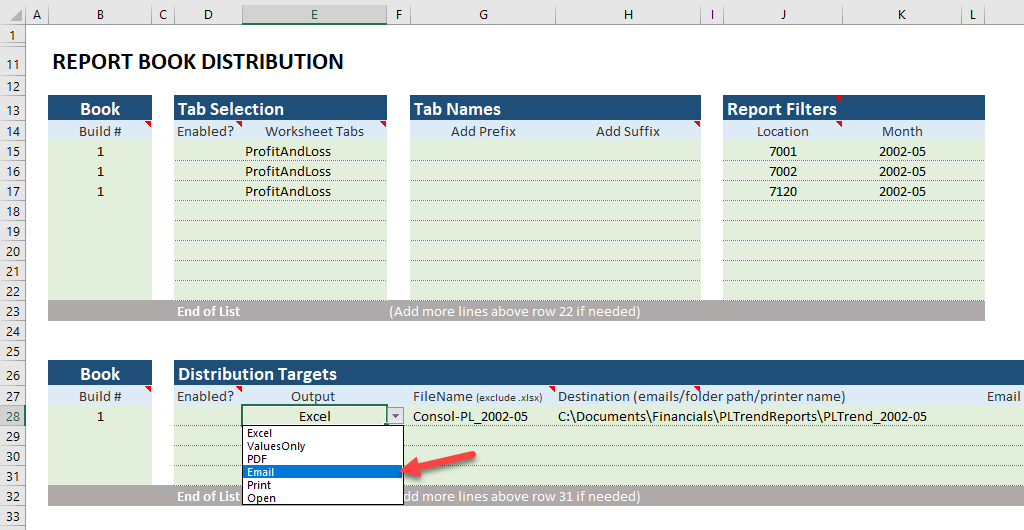 A B C D E F G H I J K L
1
11 REPORT BOOK DISTRIBUTION
12
13 Book Tab Selection Tab Names Report Filters
14 Build # Enabled? Worksheet Tabs Add Prefix Add Suffix Location Month
15 1 ProfitAndLoss 7001 2002-05
16 1 ProfitAndLoss 7002 2002-05
17 1 ProfitAndLoss 7120 2002-05
18
19
20
21
22
23 End of List (Add more lines above row 22 if needed)
24
25
26 Book Distribution Targets
27 Build # Enabled? Output FileName (exclude .xlsx) Destination (emails/folder path/printer name) Email
28 1 Excel Consol-PL_2002-05 C:\Documents\Financials\PLTrendReports\PLTrend_2002-05
29 Excel
ValuesOnly
30 PDF
Email
31 Print
32 End of List Open dd more lines above row 31 if needed)
33